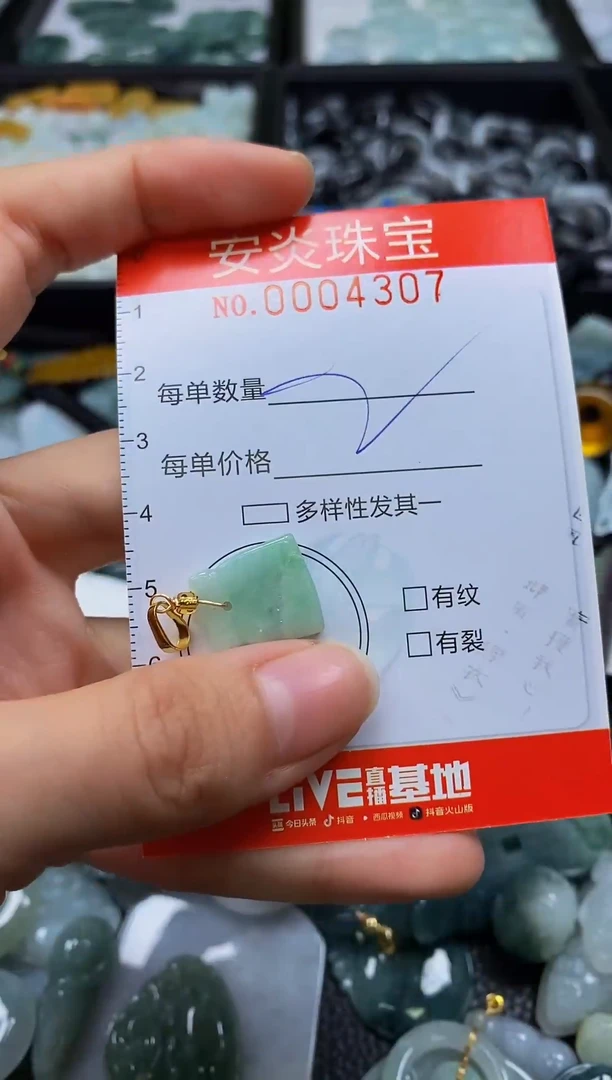 安炎珠宝
NO.0004307
1
2
每单数量
3
每单价格
4
多样性发其一
5
有纹
6
有裂
LIVE直播基地
今日头条 抖音 西瓜视频 抖音火山版